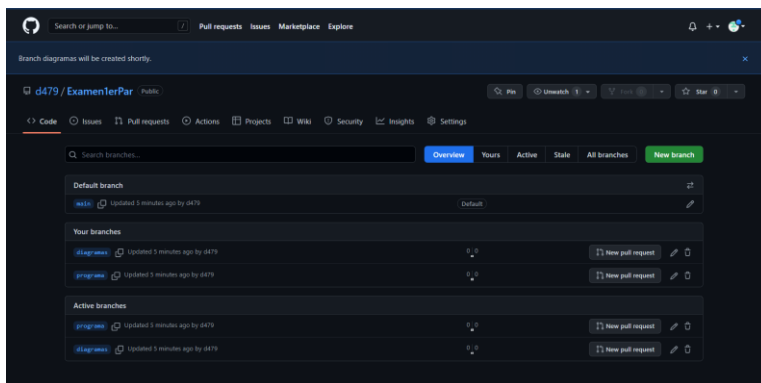 Search or jump to... / Pull requests Issues Marketplace Explore
Branch diagramas will be created shortly.
d479 / Examen1erPar Public Pin Unwatch 1 Fork 0 Star 0
Code Issues Pull requests Actions Projects Wiki Security Insights Settings
Search branches... Overview Yours Active Stale All branches New branch
Default branch
main Updated 5 minutes ago by d479 Default
Your branches
diagramas Updated 5 minutes ago by d479 0 0 New pull request
programa Updated 5 minutes ago by d479 0 0 New pull request
Active branches
programa Updated 5 minutes ago by d479 0 0 New pull request
diagramas Updated 5 minutes ago by d479 0 0 New pull request